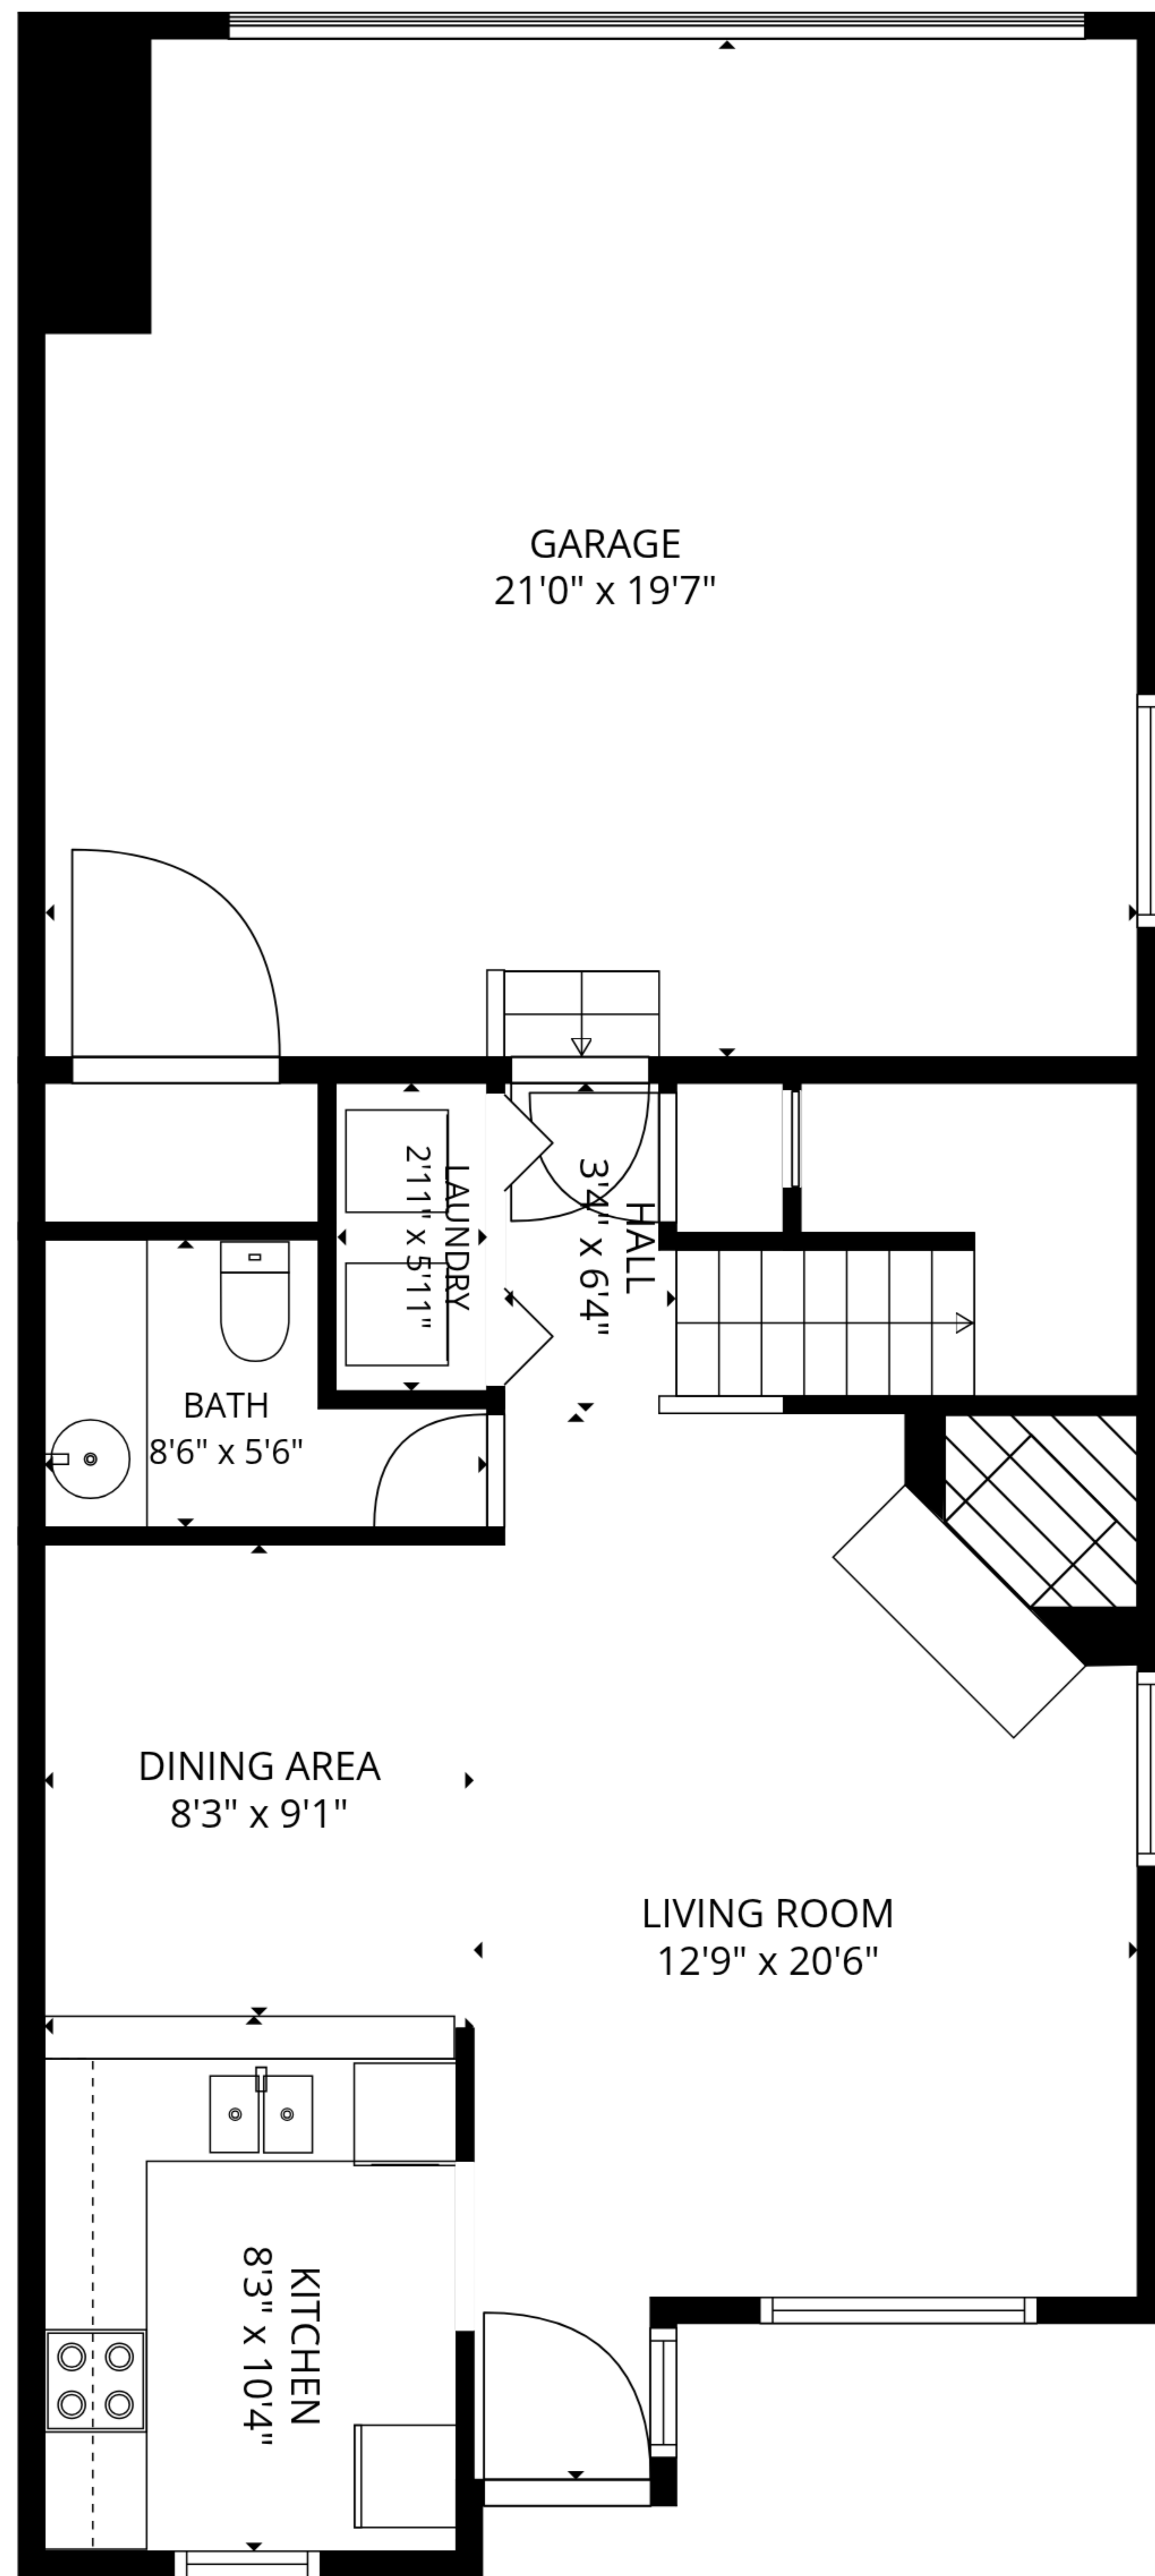 GARAGE
21'0" x 19'7"
LAUNDRY
2'11" x 5'11"
HALL
3'4" x 6'4"
BATH
8'6" x 5'6"
DINING AREA
8'3" x 9'1"
LIVING ROOM
12'9" x 20'6"
KITCHEN
8'3" x 10'4"